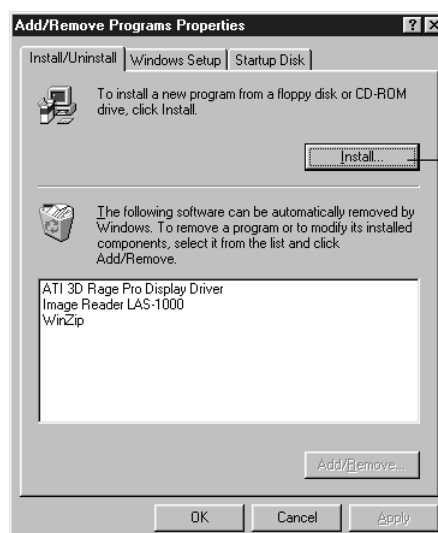 Add/Remove Programs Properties
Install/Uninstall Windows Setup Startup Disk
To install a new program from a floppy disk or CD-ROM
drive, click Install.
Install...
The following software can be automatically removed by
Windows. To remove a program or to modify its installed
components, select it from the list and click
Add/Remove.
ATI 3D Rage Pro Display Driver
Image Reader LAS-1000
WinZip
Add/Remove...
OK Cancel Apply